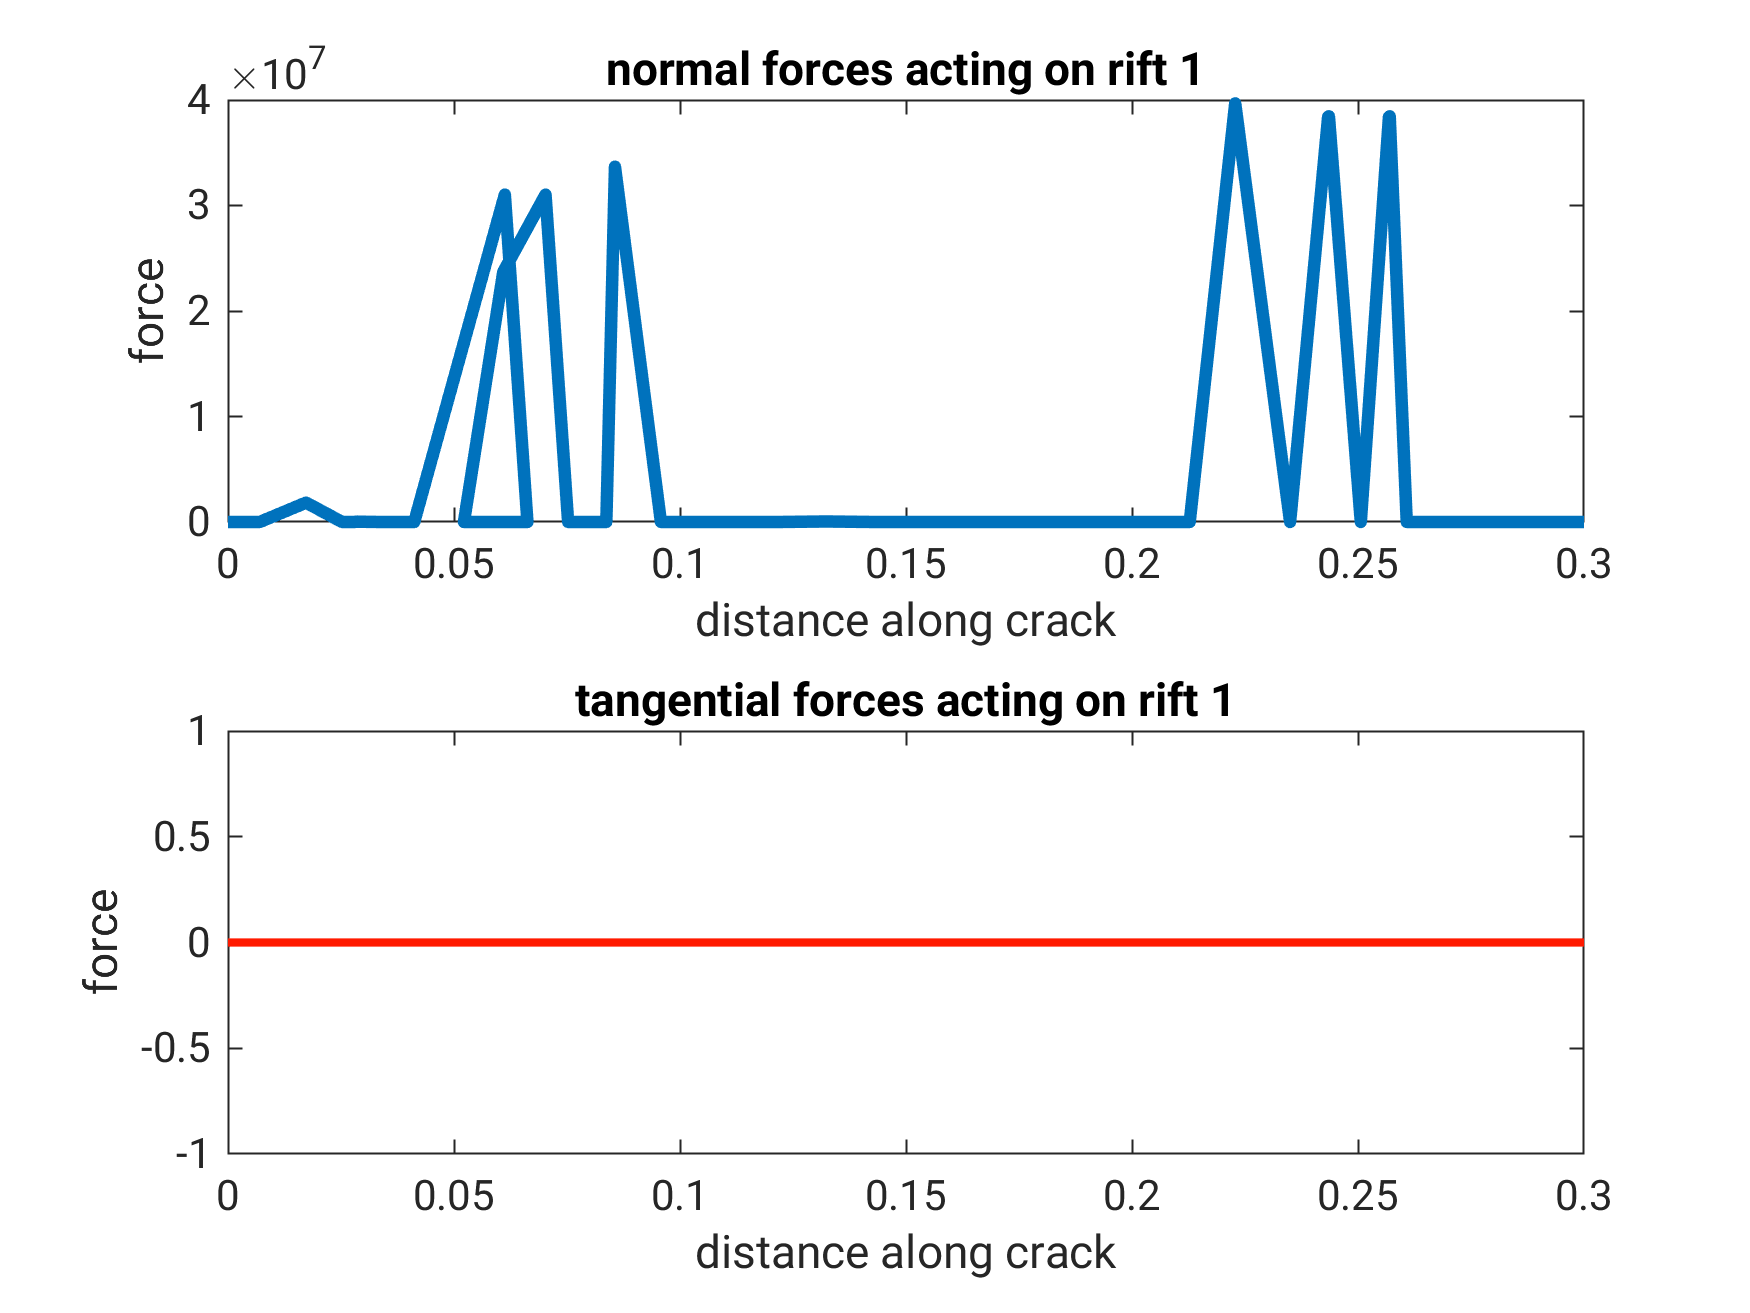 ×10⁷
normal forces acting on rift 1
4
3
2
1
0
force
0 0.05 0.1 0.15 0.2 0.25 0.3
distance along crack
tangential forces acting on rift 1
1
0.5
0
-0.5
-1
force
0 0.05 0.1 0.15 0.2 0.25 0.3
distance along crack